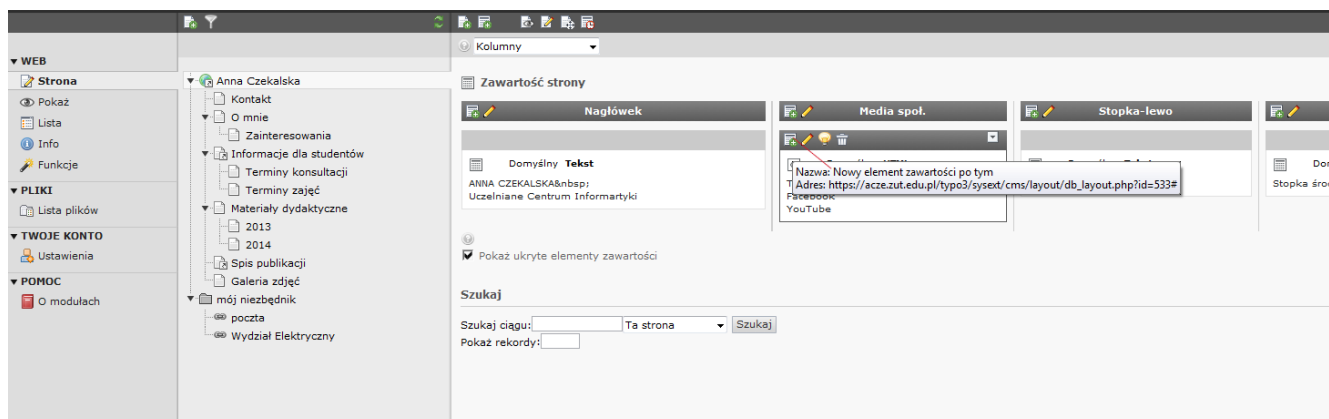 Kolumny
WEB
Strona
Pokaż
Lista
Info
Funkcje
PLIKI
Lista plików
TWOJE KONTO
Ustawienia
POMOC
O modułach
Anna Czekalska
Kontakt
O mnie
Zainteresowania
Informacje dla studentów
Terminy konsultacji
Terminy zajęć
Materiały dydaktyczne
2013
2014
Spis publikacji
Galeria zdjęć
mój niezbędnik
poczta
Wydział Elektryczny
Zawartość strony
Nagłówek
Domyślny Tekst
ANNA CZEKALSKA&nbsp;
Uczelniane Centrum Informartyki
Media społ.
Nazwa: Nowy element zawartości po tym
Adres: https://acze.zut.edu.pl/typo3/sysext/cms/layout/db_layout.php?id=533#
Facebook
YouTube
Stopka-lewo
Stopka
Pokaż ukryte elementy zawartości
Szukaj
Szukaj ciągu: Ta strona Szukaj
Pokaż rekordy: